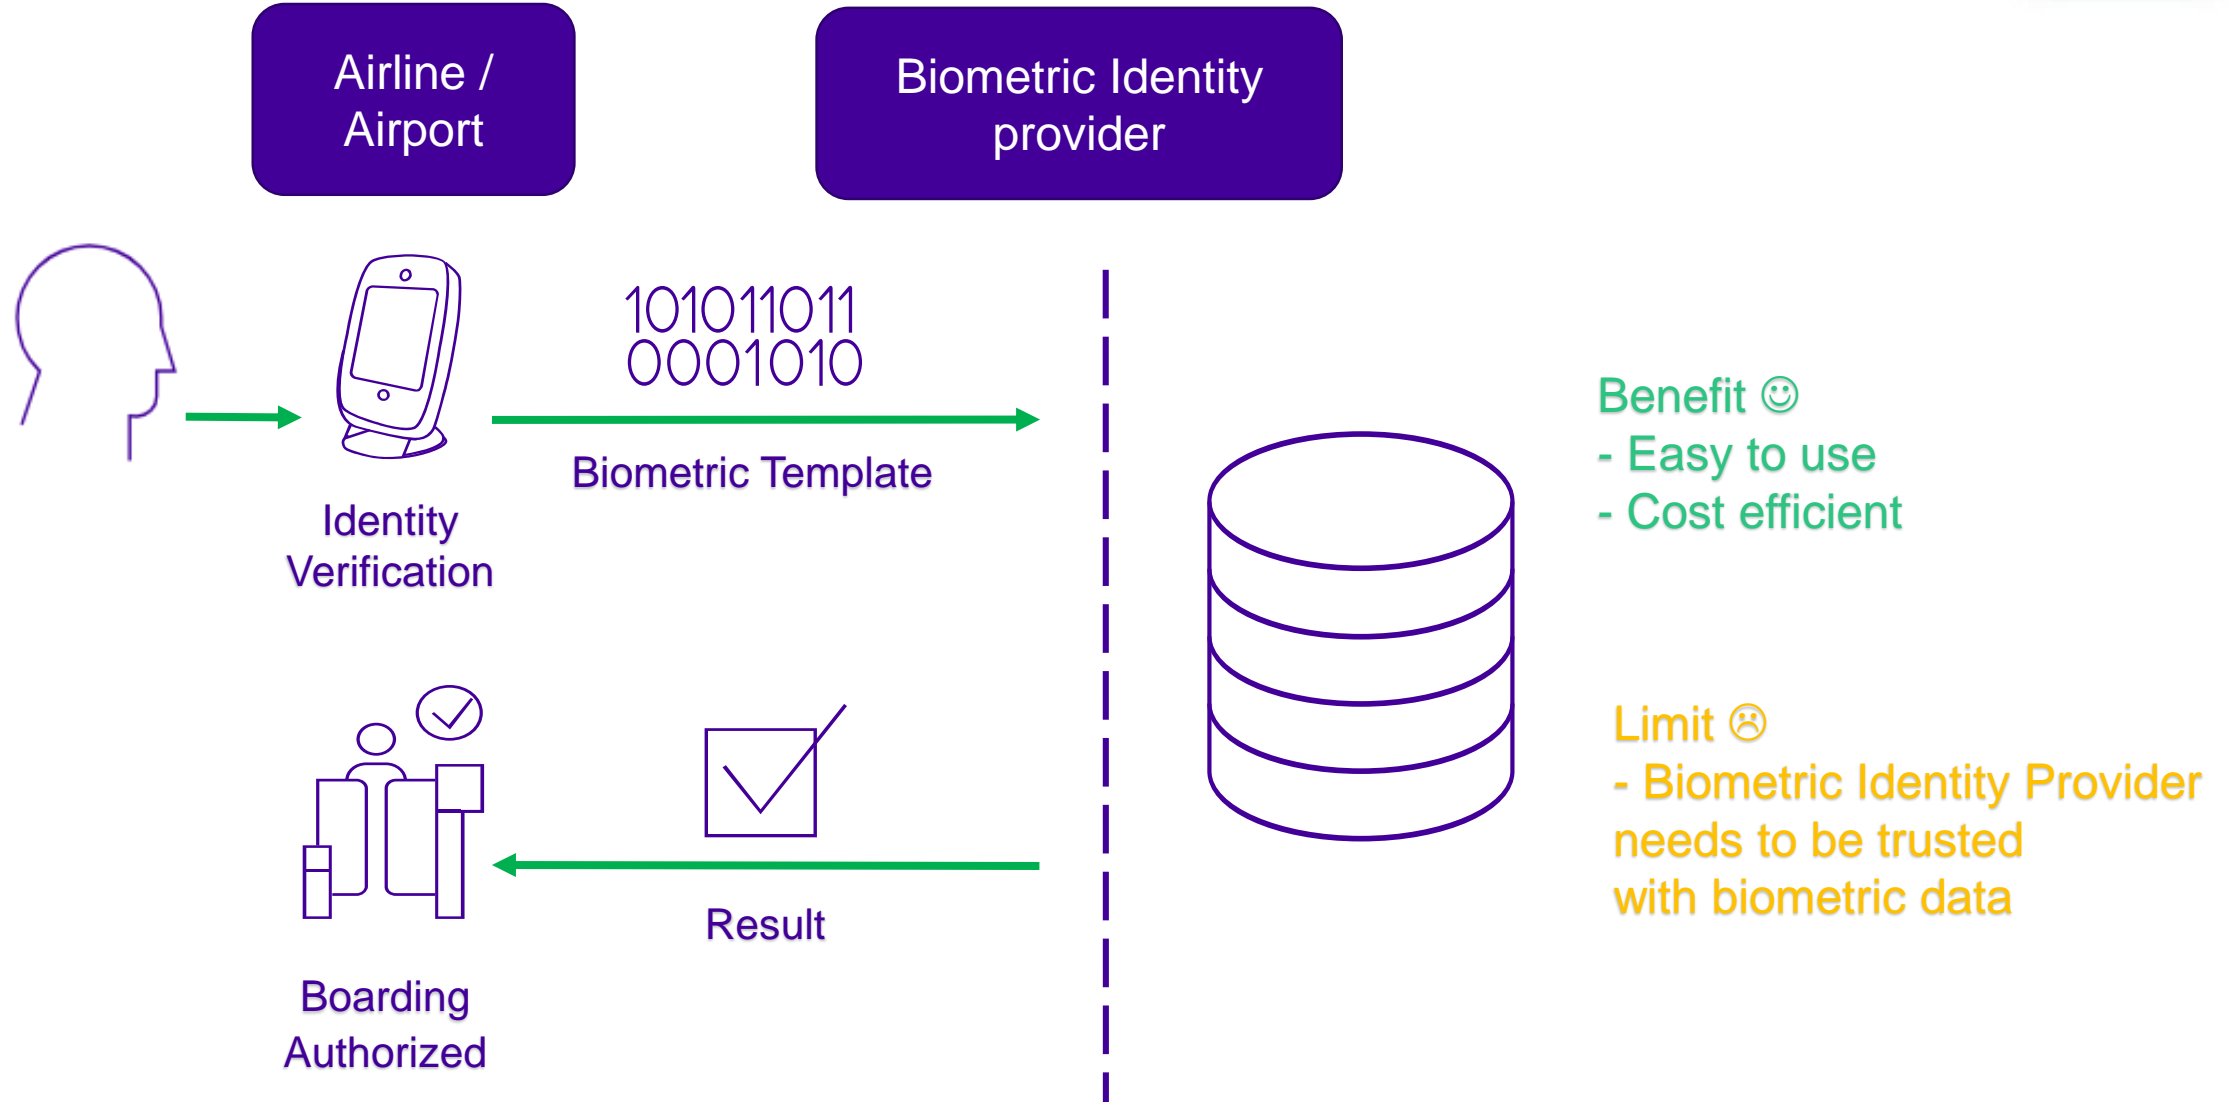 Airline /
Airport
Biometric Identity
provider
101011011
0001010
Biometric Template
Identity
Verification
Benefit ☺
- Easy to use
- Cost efficient
Limit ☹
- Biometric Identity Provider
needs to be trusted
with biometric data
Result
Boarding
Authorized